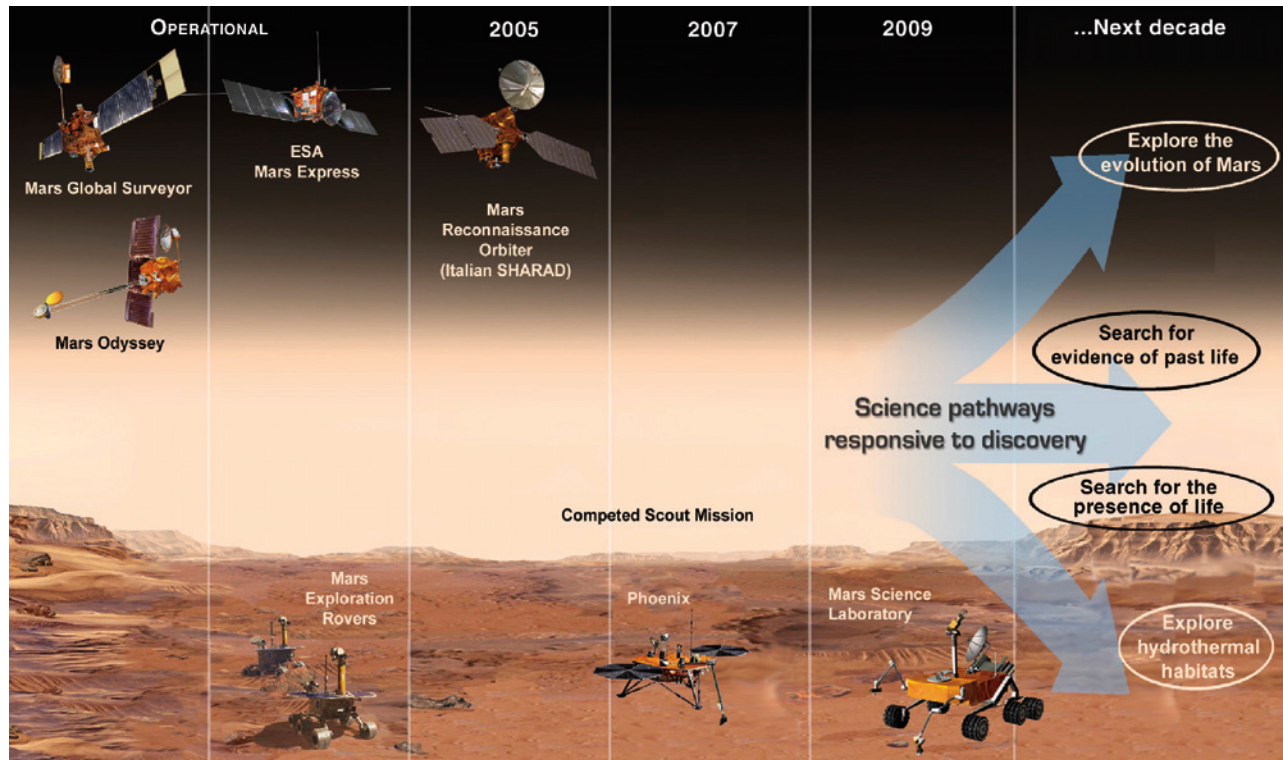 OPERATIONAL
2005
2007
2009
...Next decade
Mars Global Surveyor
ESA
Mars Express
Mars
Reconnaissance
Orbiter
(Italian SHARAD)
Explore the
evolution of Mars
Mars Odyssey
Search for
evidence of past life
Science pathways
responsive to discovery
Search for the
presence of life
Competed Scout Mission
Mars
Exploration
Rovers
Phoenix
Mars Science
Laboratory
Explore
hydrothermal
habitats